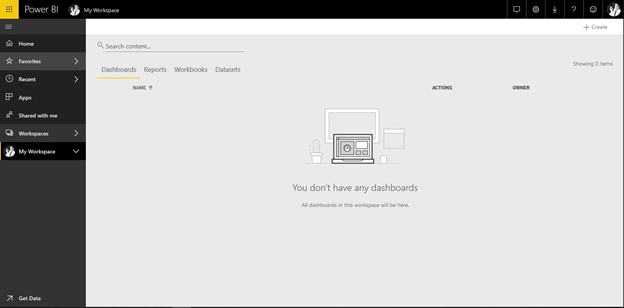 Power BI My Workspace
Create
Home
Search content...
Favorites
Showing 0 items
Dashboards Reports Workbooks Datasets
Recent
NAME ACTIONS OWNER
Apps
Shared with me
Workspaces
My Workspace
You don't have any dashboards
All dashboards in this workspace will be here.
Get Data